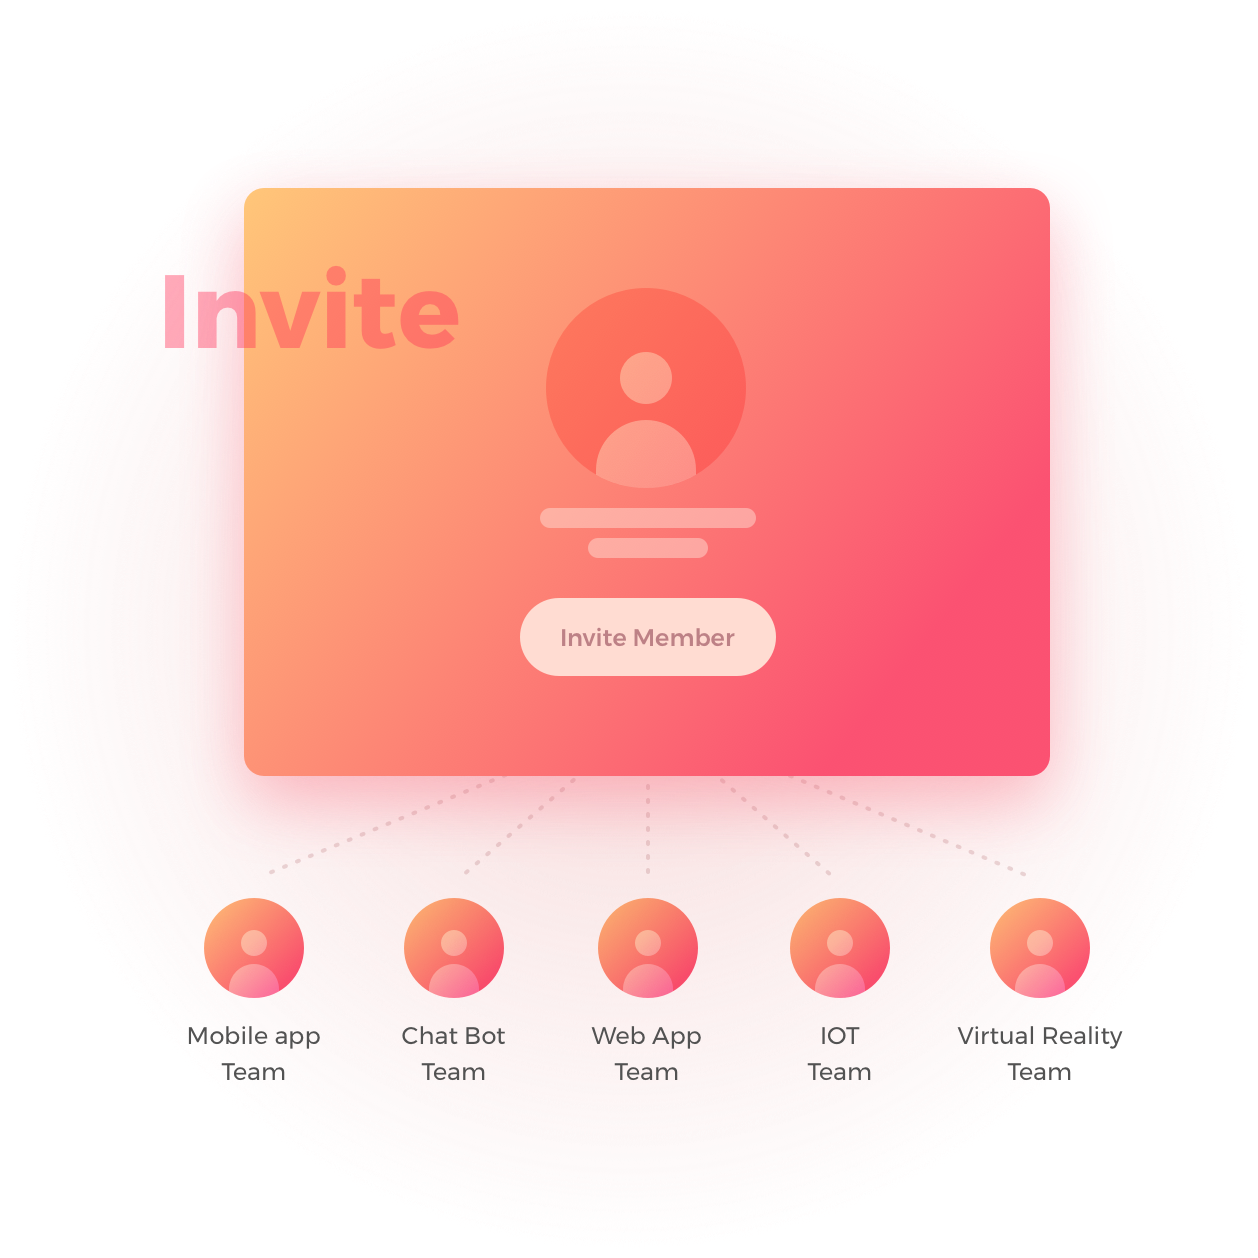 Invite
Invite Member
Mobile app
Team
Chat Bot
Team
Web App
Team
IOT
Team
Virtual Reality
Team